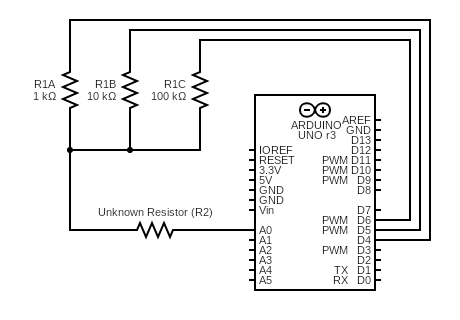 R1A
1 kΩ
R1B
10 kΩ
R1C
100 kΩ
ARDUINO
UNO r3
IOREF
RESET
3.3V
5V
GND
GND
Vin
A0
A1
A2
A3
A4
A5
AREF
GND
D13
D12
PWM D11
PWM D10
PWM D9
D8
D7
PWM D6
PWM D5
D4
PWM D3
D2
TX D1
RX D0
Unknown Resistor (R2)